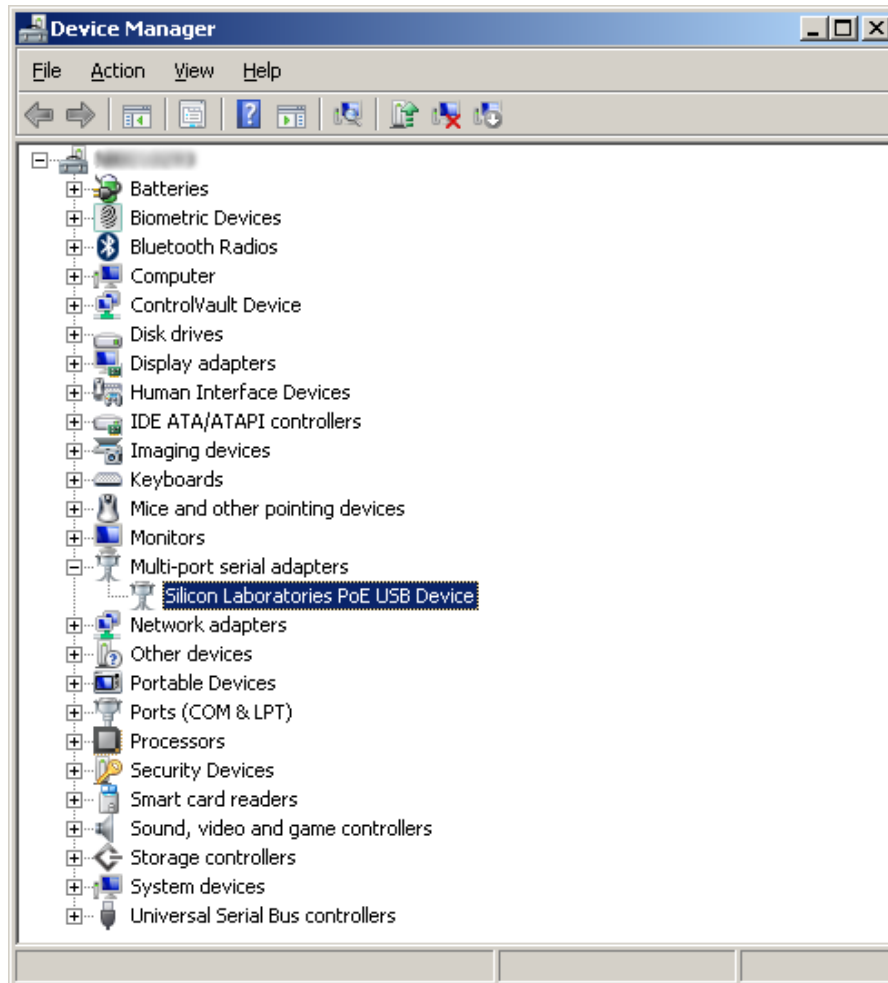 Device Manager
File Action View Help
Batteries
Biometric Devices
Bluetooth Radios
Computer
ControlVault Device
Disk drives
Display adapters
Human Interface Devices
IDE ATA/ATAPI controllers
Imaging devices
Keyboards
Mice and other pointing devices
Monitors
Multi-port serial adapters
Silicon Laboratories PoE USB Device
Network adapters
Other devices
Portable Devices
Ports (COM & LPT)
Processors
Security Devices
Smart card readers
Sound, video and game controllers
Storage controllers
System devices
Universal Serial Bus controllers